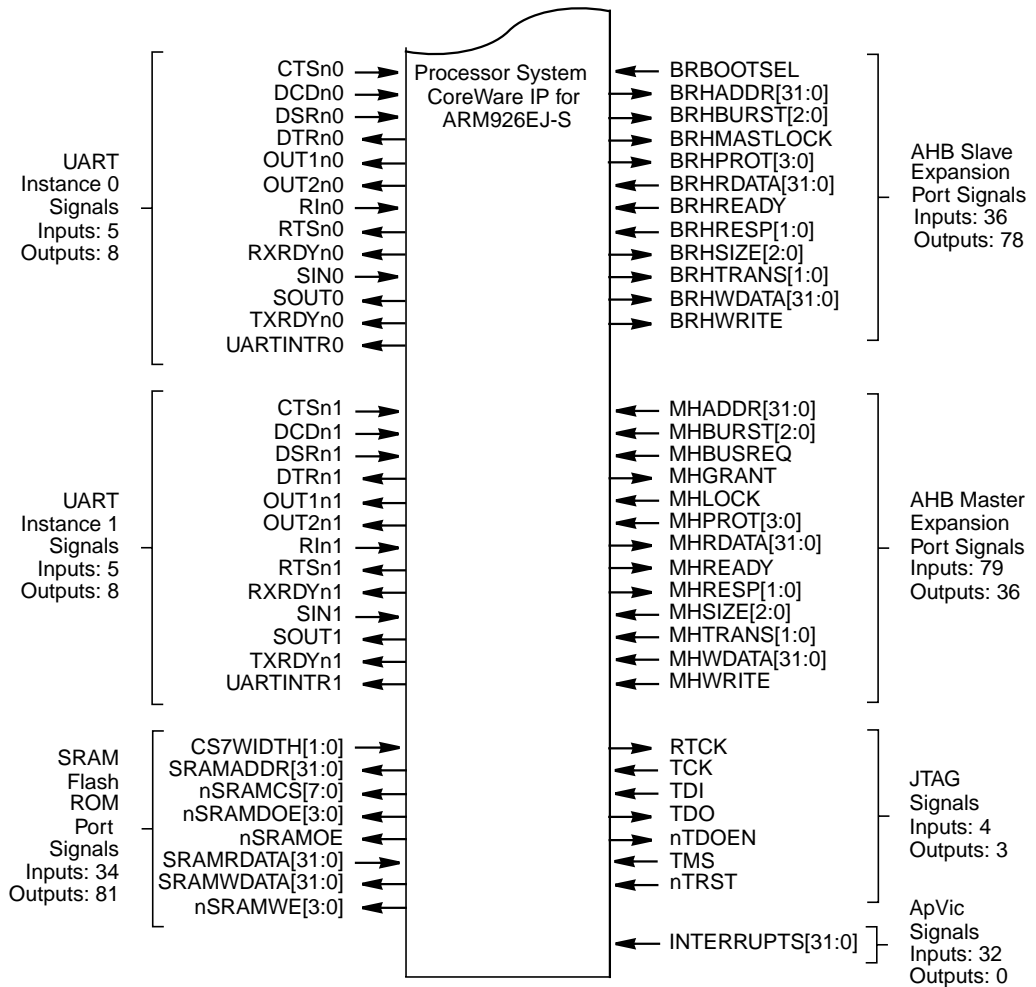 Processor System
CoreWare IP for
ARM926EJ-S
UART
Instance 0
Signals
Inputs: 5
Outputs: 8
CTSn0
DCDn0
DSRn0
DTRn0
OUT1n0
OUT2n0
RIn0
RTSn0
RXRDYn0
SIN0
SOUT0
TXRDYn0
UARTINTR0
BRBOOTSEL
BRHADDR[31:0]
BRHBURST[2:0]
BRHMASTLOCK
BRHPROT[3:0]
BRHRDATA[31:0]
BRHREADY
BRHRESP[1:0]
BRHSIZE[2:0]
BRHTRANS[1:0]
BRHWDATA[31:0]
BRHWRITE
AHB Slave
Expansion
Port Signals
Inputs: 36
Outputs: 78
UART
Instance 1
Signals
Inputs: 5
Outputs: 8
CTSn1
DCDn1
DSRn1
DTRn1
OUT1n1
OUT2n1
RIn1
RTSn1
RXRDYn1
SIN1
SOUT1
TXRDYn1
UARTINTR1
MHADDR[31:0]
MHBURST[2:0]
MHBUSREQ
MHGRANT
MHLOCK
MHPROT[3:0]
MHRDATA[31:0]
MHREADY
MHRESP[1:0]
MHSIZE[2:0]
MHTRANS[1:0]
MHWDATA[31:0]
MHWRITE
AHB Master
Expansion
Port Signals
Inputs: 79
Outputs: 36
SRAM
Flash
ROM
Port
Signals
Inputs: 34
Outputs: 81
CS7WIDTH[1:0]
SRAMADDR[31:0]
nSRAMCS[7:0]
nSRAMDOE[3:0]
nSRAMOE
SRAMRDATA[31:0]
SRAMWDATA[31:0]
nSRAMWE[3:0]
RTCK
TCK
TDI
TDO
nTDOEN
TMS
nTRST
JTAG
Signals
Inputs: 4
Outputs: 3
INTERRUPTS[31:0]
ApVic
Signals
Inputs: 32
Outputs: 0